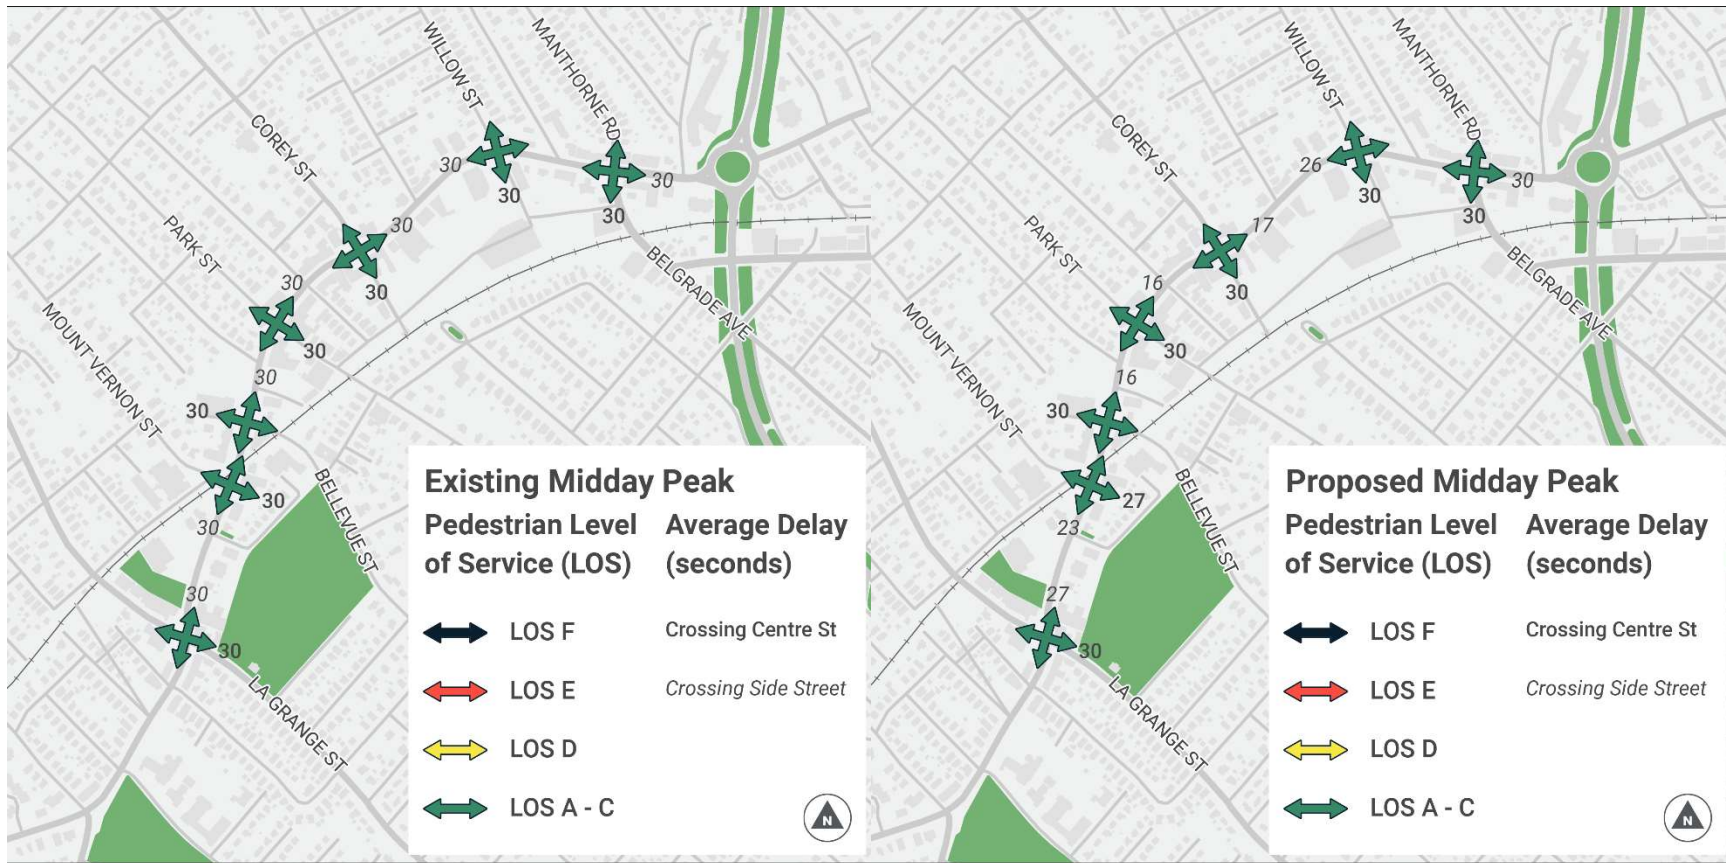 WILLOW ST
MANTHORNE RD
COREY ST
30
30
30
30
30
PARK ST
30
30
30
MOUNT VERNON ST
30
30
30
BELGRADE AVE
30
30
BELLEVUE ST
30
30
LA GRANGE ST
Existing Midday Peak
Pedestrian Level
of Service (LOS)
Average Delay
(seconds)
LOS F
Crossing Centre St
LOS E
Crossing Side Street
LOS D
LOS A - C
N
WILLOW ST
MANTHORNE RD
COREY ST
26
30
30
30
17
PARK ST
16
30
30
MOUNT VERNON ST
16
30
BELGRADE AVE
27
23
BELLEVUE ST
27
30
LA GRANGE ST
Proposed Midday Peak
Pedestrian Level
of Service (LOS)
Average Delay
(seconds)
LOS F
Crossing Centre St
LOS E
Crossing Side Street
LOS D
LOS A - C
N